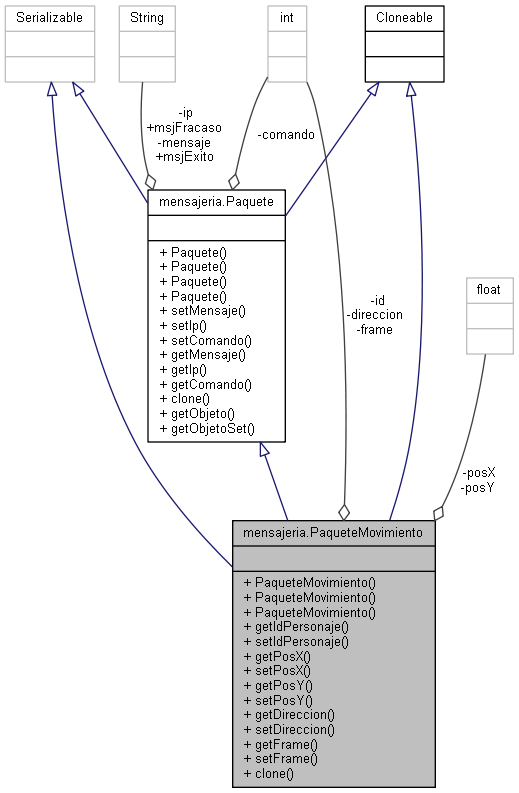 Serializable
String
int
Cloneable
-ip
+msjFracaso
-mensaje
+msjExito
-comando
mensajeria.Paquete
+ Paquete()
+ Paquete()
+ Paquete()
+ Paquete()
+ setMensaje()
+ setIp()
+ setComando()
+ getMensaje()
+ getIp()
+ getComando()
+ clone()
+ getObjeto()
+ getObjetoSet()
-id
-direccion
-frame
float
-posX
-posY
mensajeria.PaqueteMovimiento
+ PaqueteMovimiento()
+ PaqueteMovimiento()
+ PaqueteMovimiento()
+ getIdPersonaje()
+ setIdPersonaje()
+ getPosX()
+ setPosX()
+ getPosY()
+ setPosY()
+ getDireccion()
+ setDireccion()
+ getFrame()
+ setFrame()
+ clone()